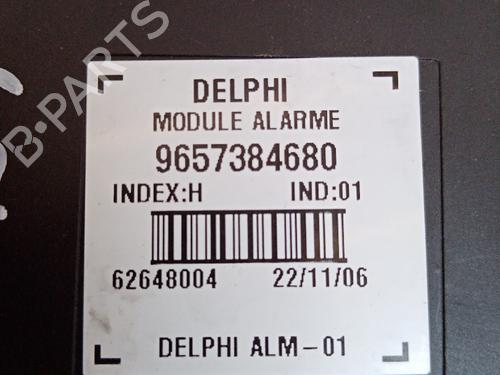 B-PARTS
DELPHI
MODULE ALARME
9657384680
INDEX:H IND:01
62648004 22/11/06
DELPHI ALM-01